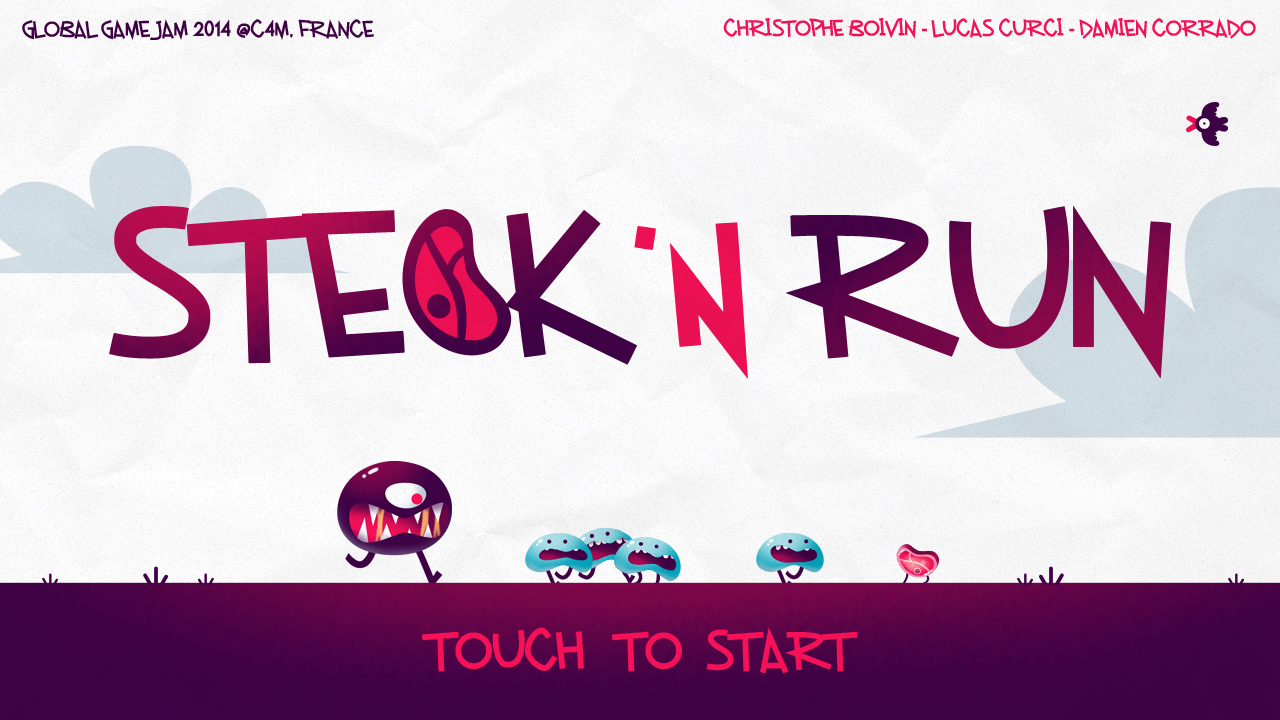 GLOBAL GAME JAM 2014 @C4M, FRANCE
CHRISTOPHE BOIVIN - LUCAS CURCI - DAMIEN CORRADO
STEAK 'N RUN
TOUCH TO START